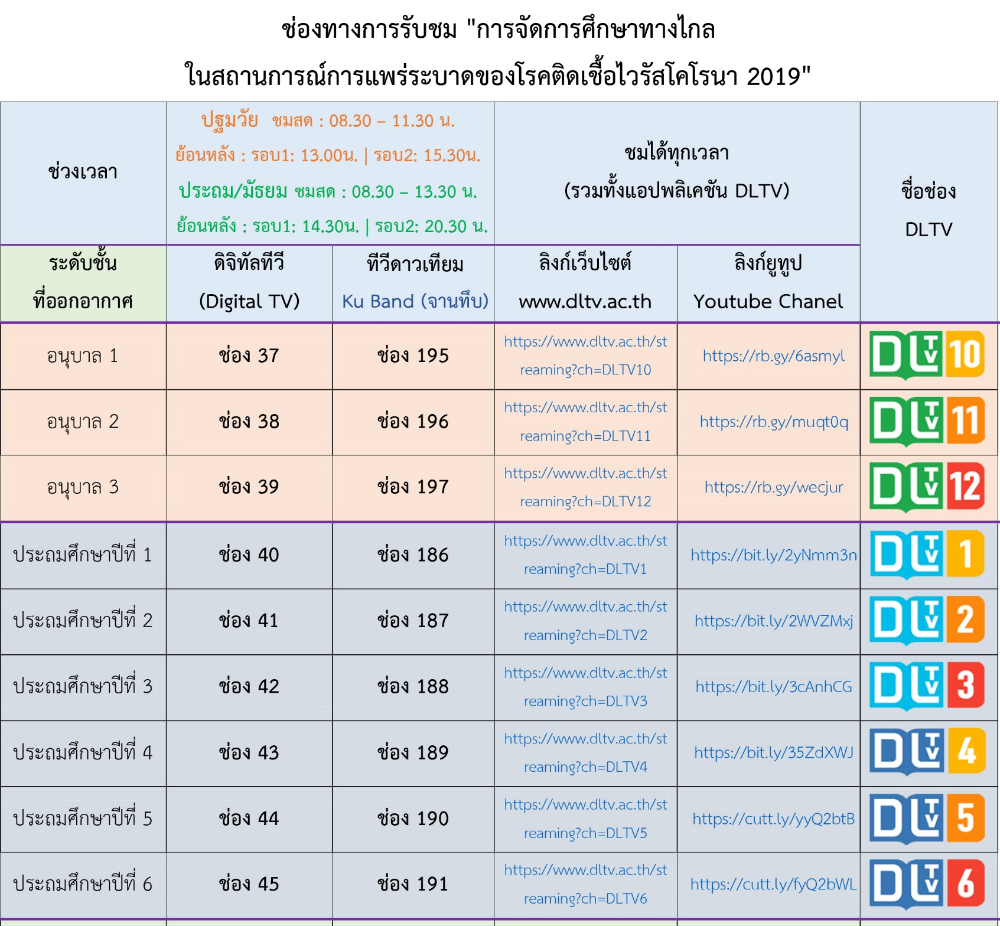 ช่องทางการรับชม "การจัดการศึกษาทางไกล
ในสถานการณ์การแพร่ระบาดของโรคติดเชื้อไวรัสโคโรนา 2019"
ช่วงเวลา
ปฐมวัย ชมสด : 08.30 – 11.30 น.
ย้อนหลัง : รอบ1: 13.00น. | รอบ2: 15.30น.
ประถม/มัธยม ชมสด : 08.30 – 13.30 น.
ย้อนหลัง : รอบ1: 14.30น. | รอบ2: 20.30 น.
ชมได้ทุกเวลา
(รวมทั้งแอปพลิเคชัน DLTV)
ชื่อช่อง
DLTV
ระดับชั้น
ที่ออกอากาศ
ดิจิทัลทีวี
(Digital TV)
ทีวีดาวเทียม
Ku Band (จานทึบ)
ลิงก์เว็บไซต์
www.dltv.ac.th
ลิงก์ยูทูป
Youtube Chanel
อนุบาล 1
ช่อง 37
ช่อง 195
https://www.dltv.ac.th/st
reaming?ch=DLTV10
https://rb.gy/6asmyl
DLTV 10
อนุบาล 2
ช่อง 38
ช่อง 196
https://www.dltv.ac.th/st
reaming?ch=DLTV11
https://rb.gy/muqt0q
DLTV 11
อนุบาล 3
ช่อง 39
ช่อง 197
https://www.dltv.ac.th/st
reaming?ch=DLTV12
https://rb.gy/wecjur
DLTV 12
ประถมศึกษาปีที่ 1
ช่อง 40
ช่อง 186
https://www.dltv.ac.th/st
reaming?ch=DLTV1
https://bit.ly/2yNmm3n
DLTV 1
ประถมศึกษาปีที่ 2
ช่อง 41
ช่อง 187
https://www.dltv.ac.th/st
reaming?ch=DLTV2
https://bit.ly/2WVZMxj
DLTV 2
ประถมศึกษาปีที่ 3
ช่อง 42
ช่อง 188
https://www.dltv.ac.th/st
reaming?ch=DLTV3
https://bit.ly/3cAnhCG
DLTV 3
ประถมศึกษาปีที่ 4
ช่อง 43
ช่อง 189
https://www.dltv.ac.th/st
reaming?ch=DLTV4
https://bit.ly/35ZdXWJ
DLTV 4
ประถมศึกษาปีที่ 5
ช่อง 44
ช่อง 190
https://www.dltv.ac.th/st
reaming?ch=DLTV5
https://cutt.ly/yyQ2btB
DLTV 5
ประถมศึกษาปีที่ 6
ช่อง 45
ช่อง 191
https://www.dltv.ac.th/st
reaming?ch=DLTV6
https://cutt.ly/fyQ2bWL
DLTV 6